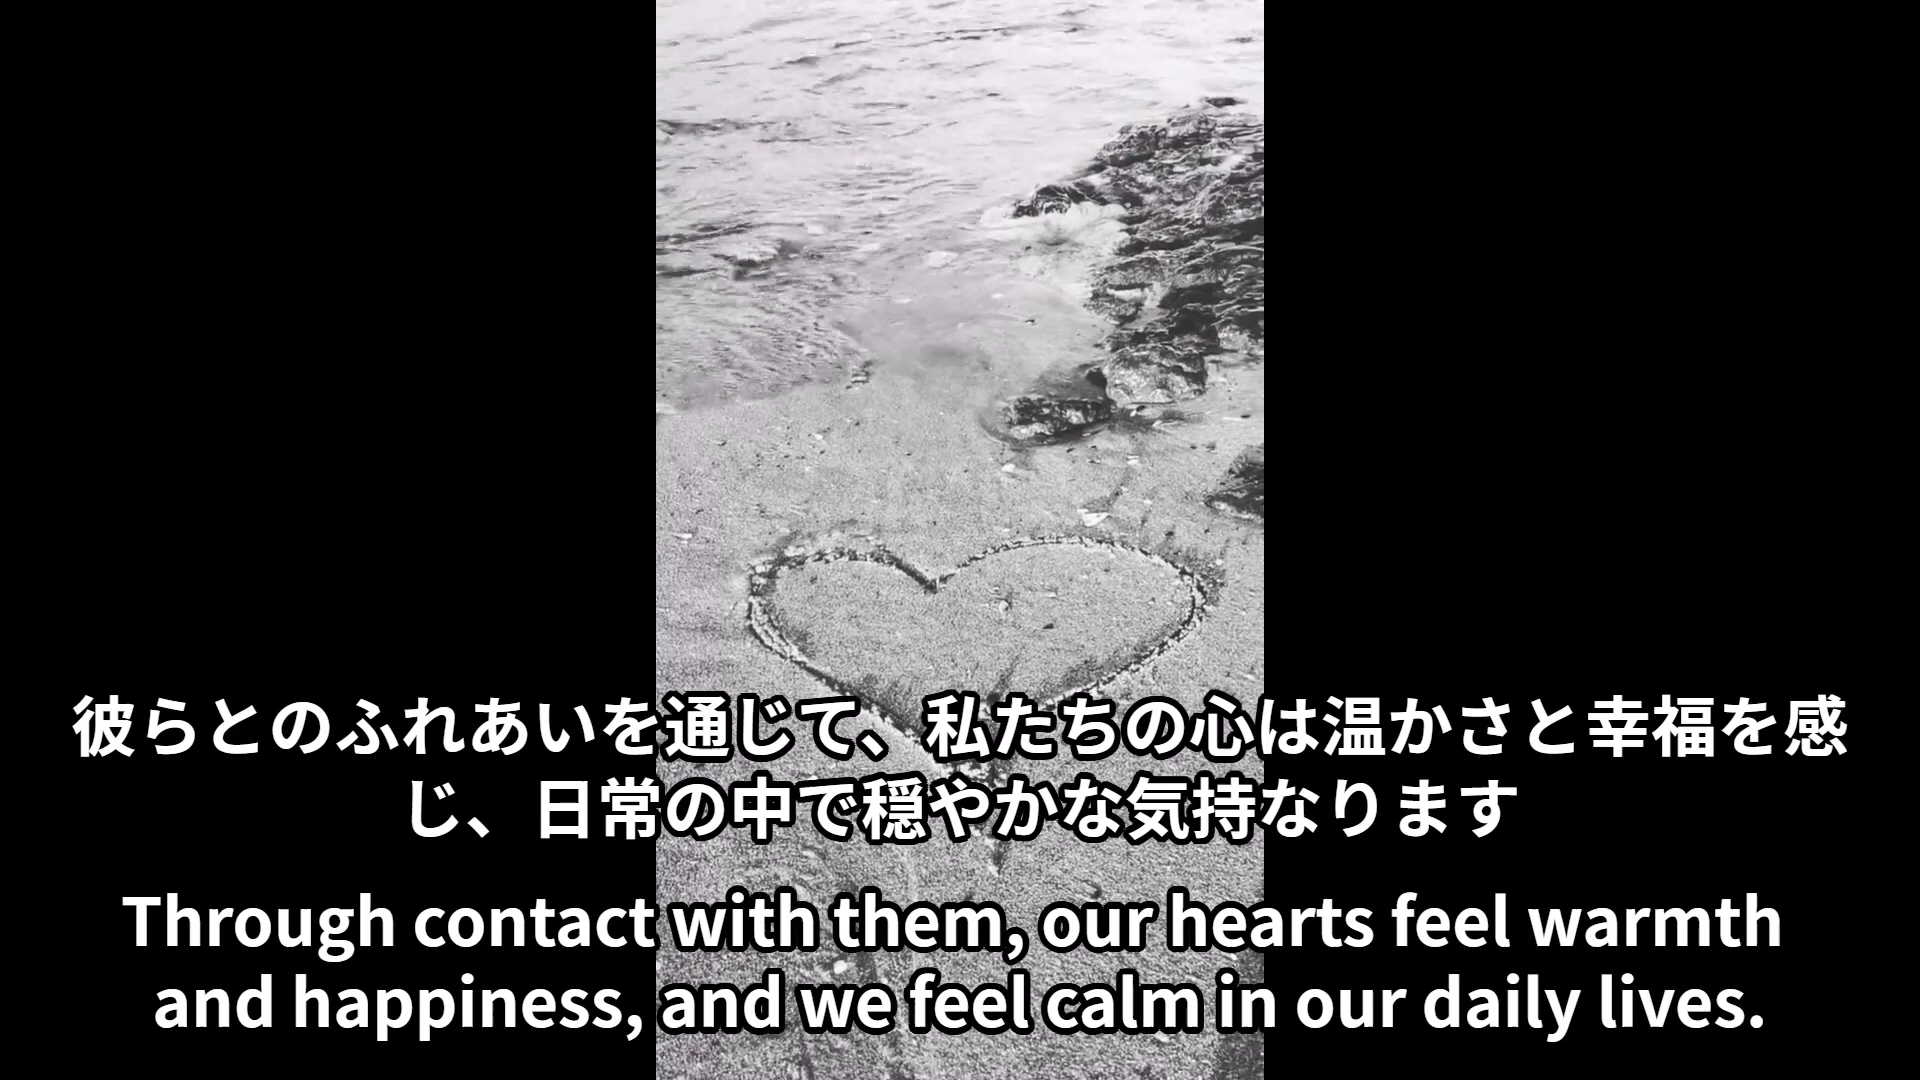 彼らとのふれあいを通じて、私たちの心は温かさと幸福を感
じ、日常の中で穏やかな気持なります
Through contact with them, our hearts feel warmth
and happiness, and we feel calm in our daily lives.